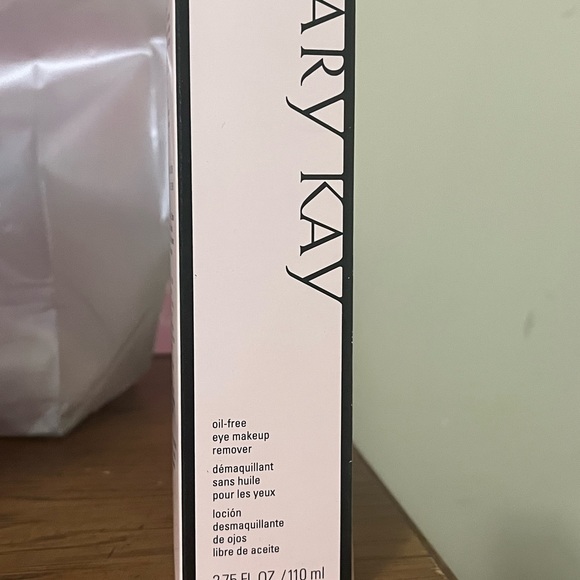 ARY KAY
oil-free
eye makeup
remover
démaquillant
sans huile
pour les yeux
loción
desmaquillante
de ojos
libre de aceite
2.75 FL. OZ. / 110 ml